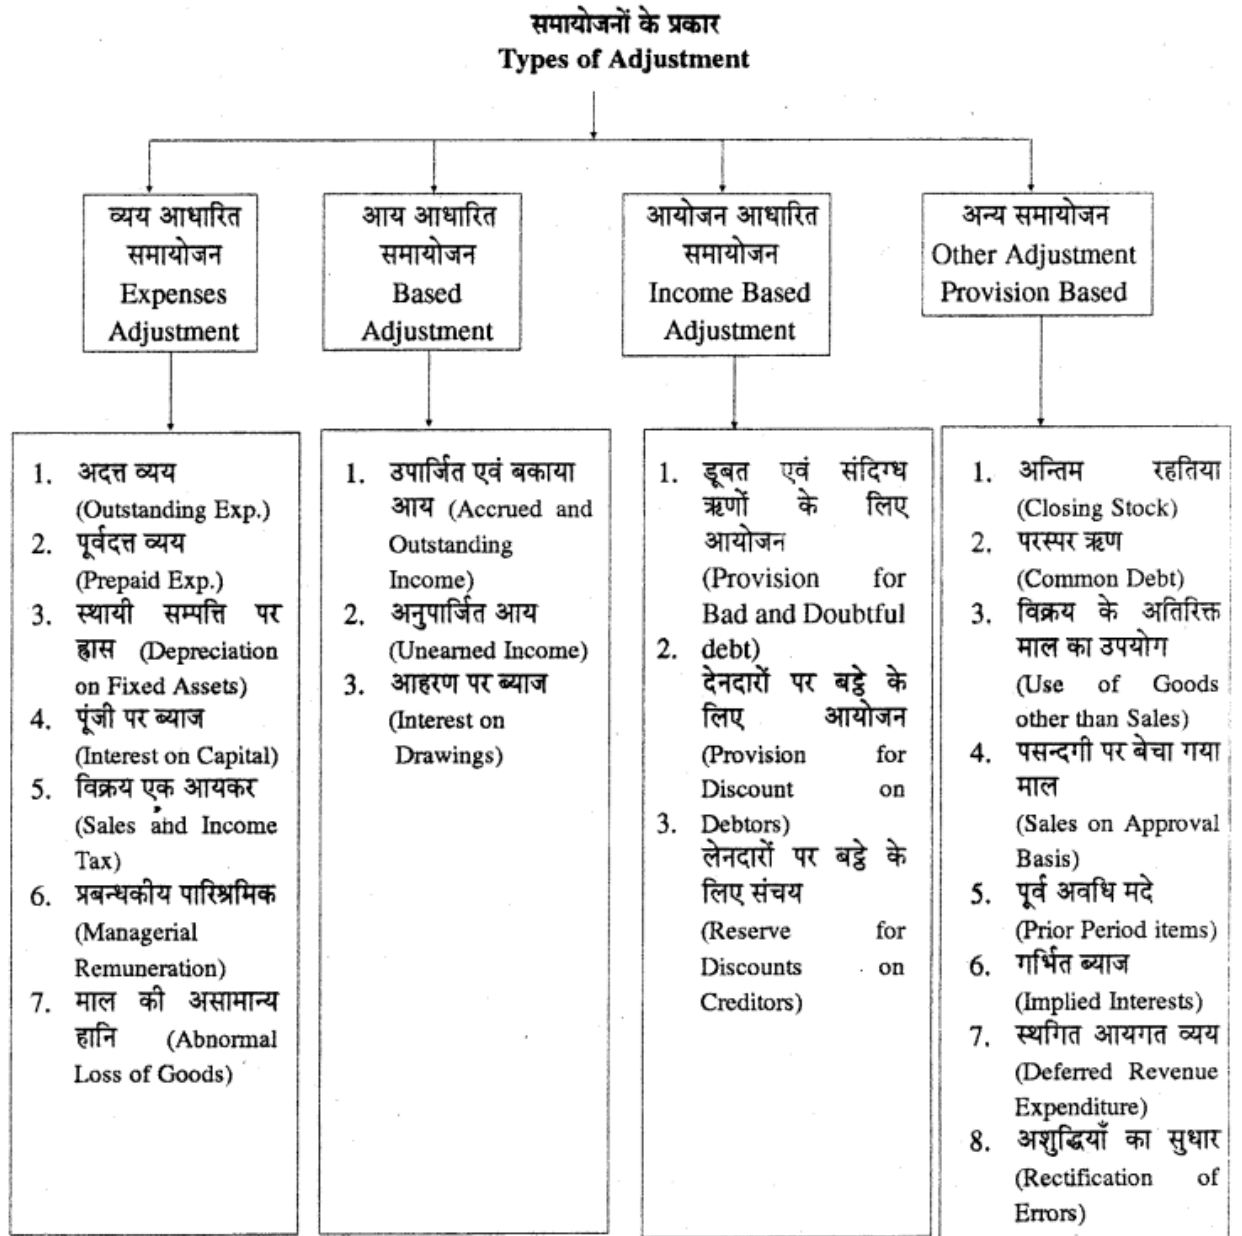 समायोजनों के प्रकार
Types of Adjustment
व्यय आधारित
समायोजन
Expenses
Adjustment
आय आधारित
समायोजन
Based
Adjustment
आयोजन आधारित
समायोजन
Income Based
Adjustment
अन्य समायोजन
Other Adjustment
Provision Based
1. अदत्त व्यय
(Outstanding Exp.)
2. पूर्वदत्त व्यय
(Prepaid Exp.)
3. स्थायी सम्पत्ति पर
ह्रास (Depreciation
on Fixed Assets)
4. पूंजी पर ब्याज
(Interest on Capital)
5. विक्रय एक आयकर
(Sales and Income
Tax)
6. प्रबन्धकीय पारिश्रमिक
(Managerial
Remuneration)
7. माल की असामान्य
हानि (Abnormal
Loss of Goods)
1. उपार्जित एवं बकाया
आय (Accrued and
Outstanding
Income)
2. अनुपार्जित आय
(Unearned Income)
3. आहरण पर ब्याज
(Interest on
Drawings)
1. डूबत एवं संदिग्ध
ऋणों के लिए
आयोजन
(Provision for
Bad and Doubtful
2. debt)
देनदारों पर बट्टे के
लिए आयोजन
(Provision for
Discount on
3. Debtors)
लेनदारों पर बट्टे के
लिए संचय
(Reserve for
Discounts on
Creditors)
1. अन्तिम रहतिया
(Closing Stock)
2. परस्पर ऋण
(Common Debt)
3. विक्रय के अतिरिक्त
माल का उपयोग
(Use of Goods
other than Sales)
4. पसन्दगी पर बेचा गया
माल
(Sales on Approval
Basis)
5. पूर्व अवधि मदे
(Prior Period items)
6. गर्भित ब्याज
(Implied Interests)
7. स्थगित आयगत व्यय
(Deferred Revenue
Expenditure)
8. अशुद्धियाँ का सुधार
(Rectification of
Errors)